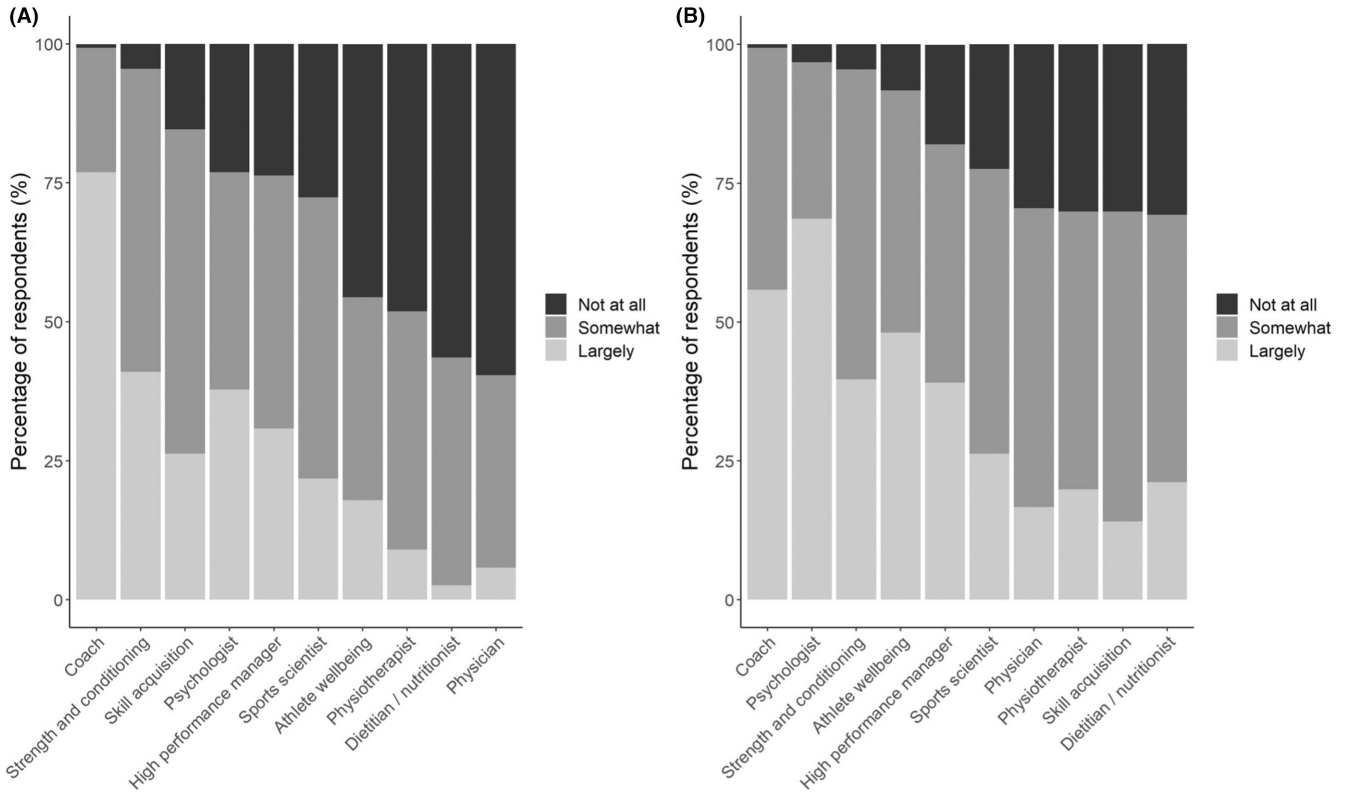 (A)
Percentage of respondents (%)
100
75
50
25
0
Coach
Strength and conditioning
Skill acquisition
Psychologist
High performance manager
Sports scientist
Athlete wellbeing
Physiotherapist
Dietitian / nutritionist
Physician
Not at all
Somewhat
Largely
(B)
Percentage of respondents (%)
100
75
50
25
0
Coach
Psychologist
Strength and conditioning
Athlete wellbeing
High performance manager
Sports scientist
Physician
Physiotherapist
Skill acquisition
Dietitian / nutritionist
Not at all
Somewhat
Largely